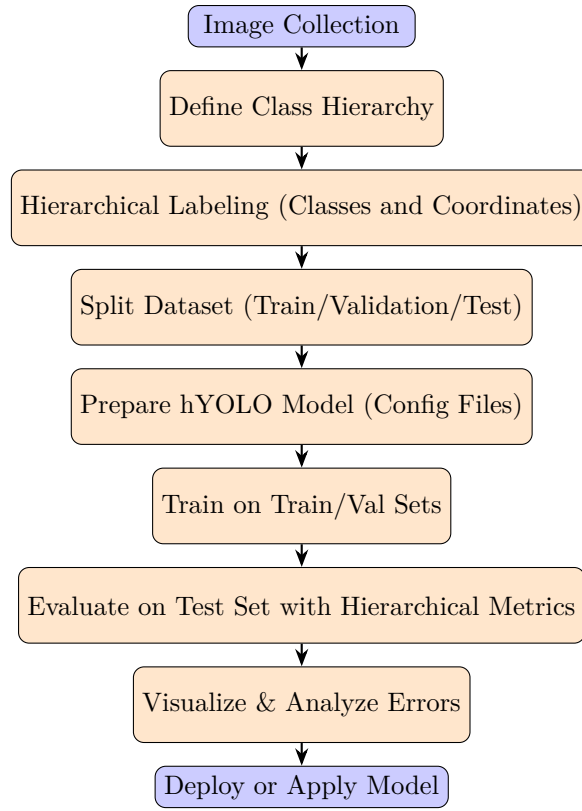 Image Collection
Define Class Hierarchy
Hierarchical Labeling (Classes and Coordinates)
Split Dataset (Train/Validation/Test)
Prepare hYOLO Model (Config Files)
Train on Train/Val Sets
Evaluate on Test Set with Hierarchical Metrics
Visualize & Analyze Errors
Deploy or Apply Model